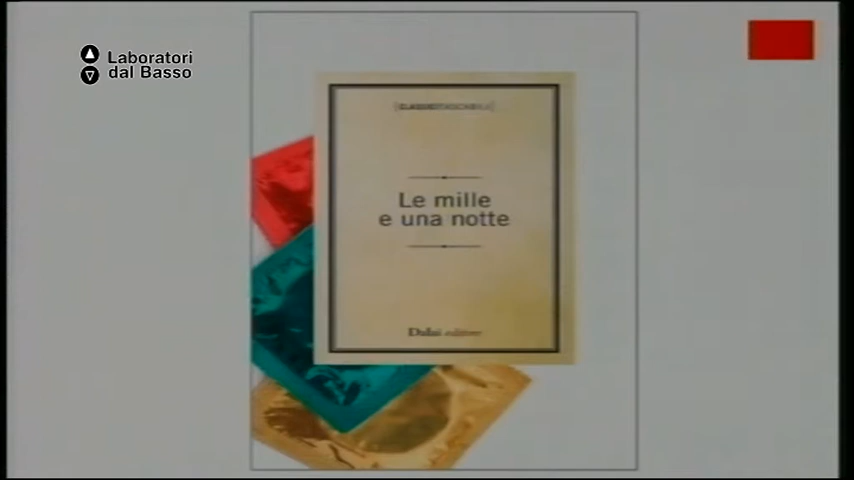 Laboratori
dal Basso
Le mille
e una notte
Dalai editore